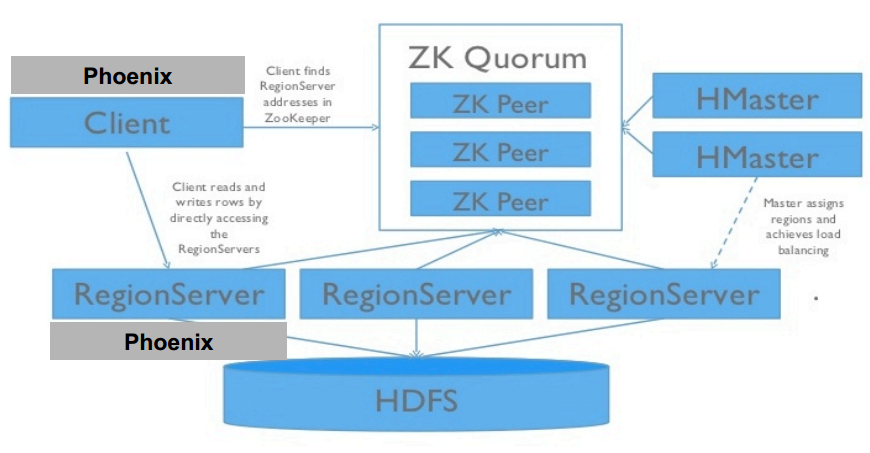 Phoenix
Client
Client finds
RegionServer
addresses in
ZooKeeper
ZK Quorum
ZK Peer
ZK Peer
ZK Peer
HMaster
HMaster
Client reads and
writes rows by
directly accessing
the
RegionServers
Master assigns
regions and
achieves load
balancing
RegionServer
RegionServer
RegionServer
Phoenix
HDFS